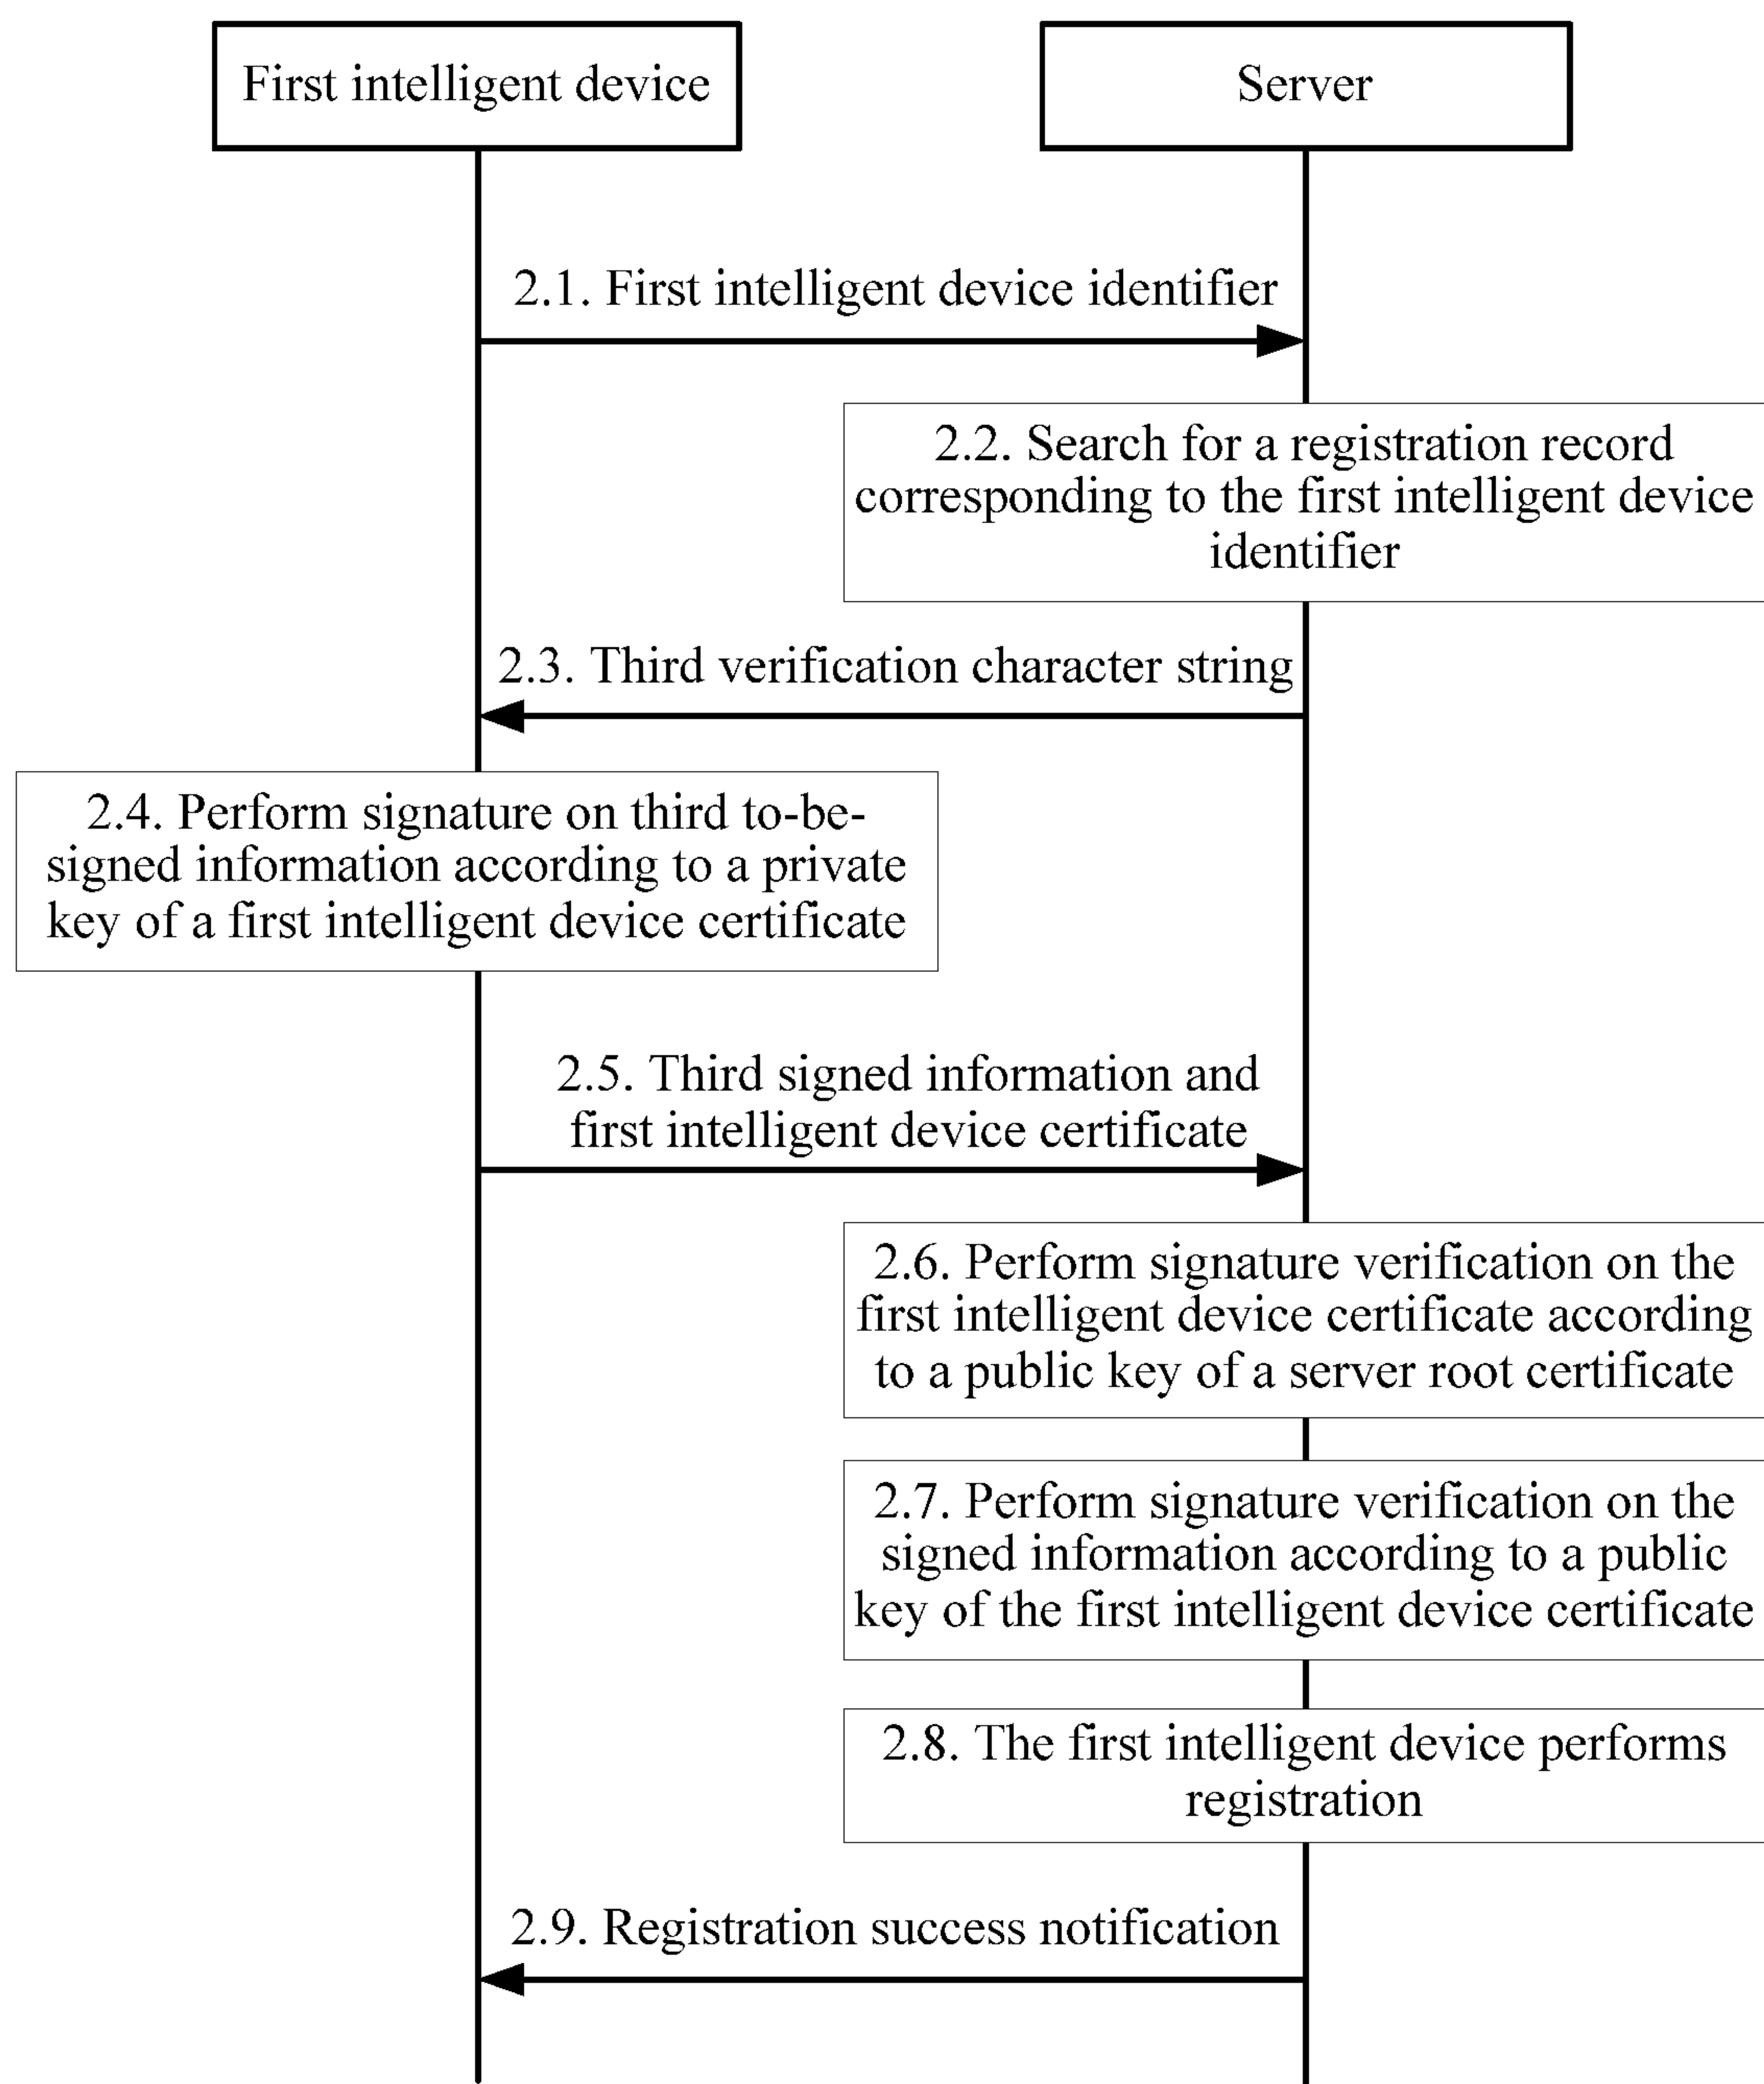 First intelligent device
Server
2.1. First intelligent device identifier
2.2. Search for a registration record
corresponding to the first intelligent device
identifier
2.3. Third verification character string
2.4. Perform signature on third to-be-
signed information according to a private
key of a first intelligent device certificate
2.5. Third signed information and
first intelligent device certificate
2.6. Perform signature verification on the
first intelligent device certificate according
to a public key of a server root certificate
2.7. Perform signature verification on the
signed information according to a public
key of the first intelligent device certificate
2.8. The first intelligent device performs
registration
2.9. Registration success notification